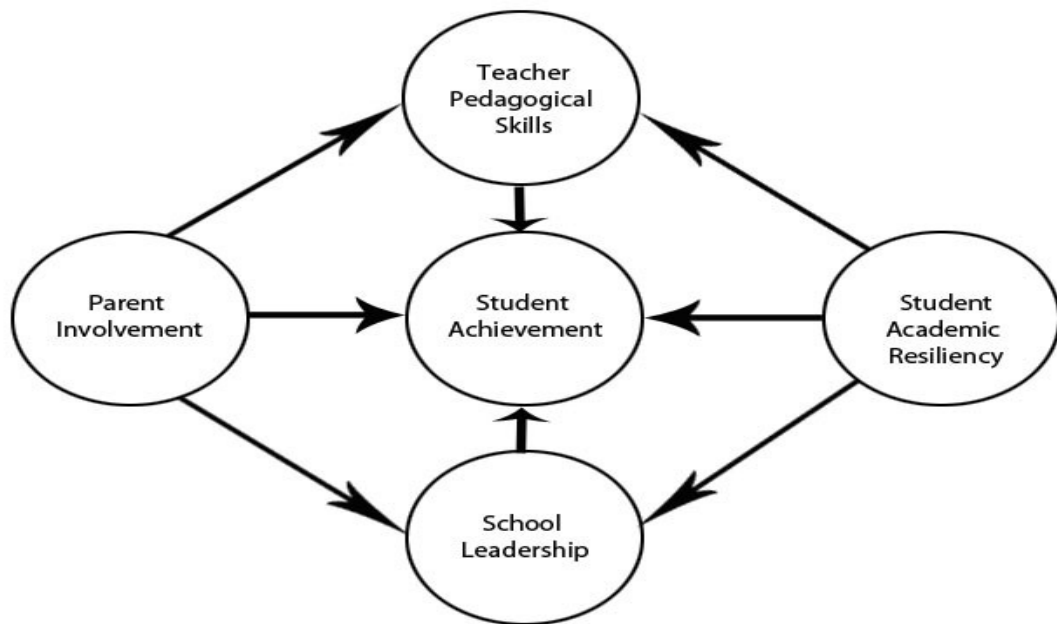 Teacher
Pedagogical
Skills
Parent
Involvement
Student
Achievement
Student
Academic
Resiliency
School
Leadership